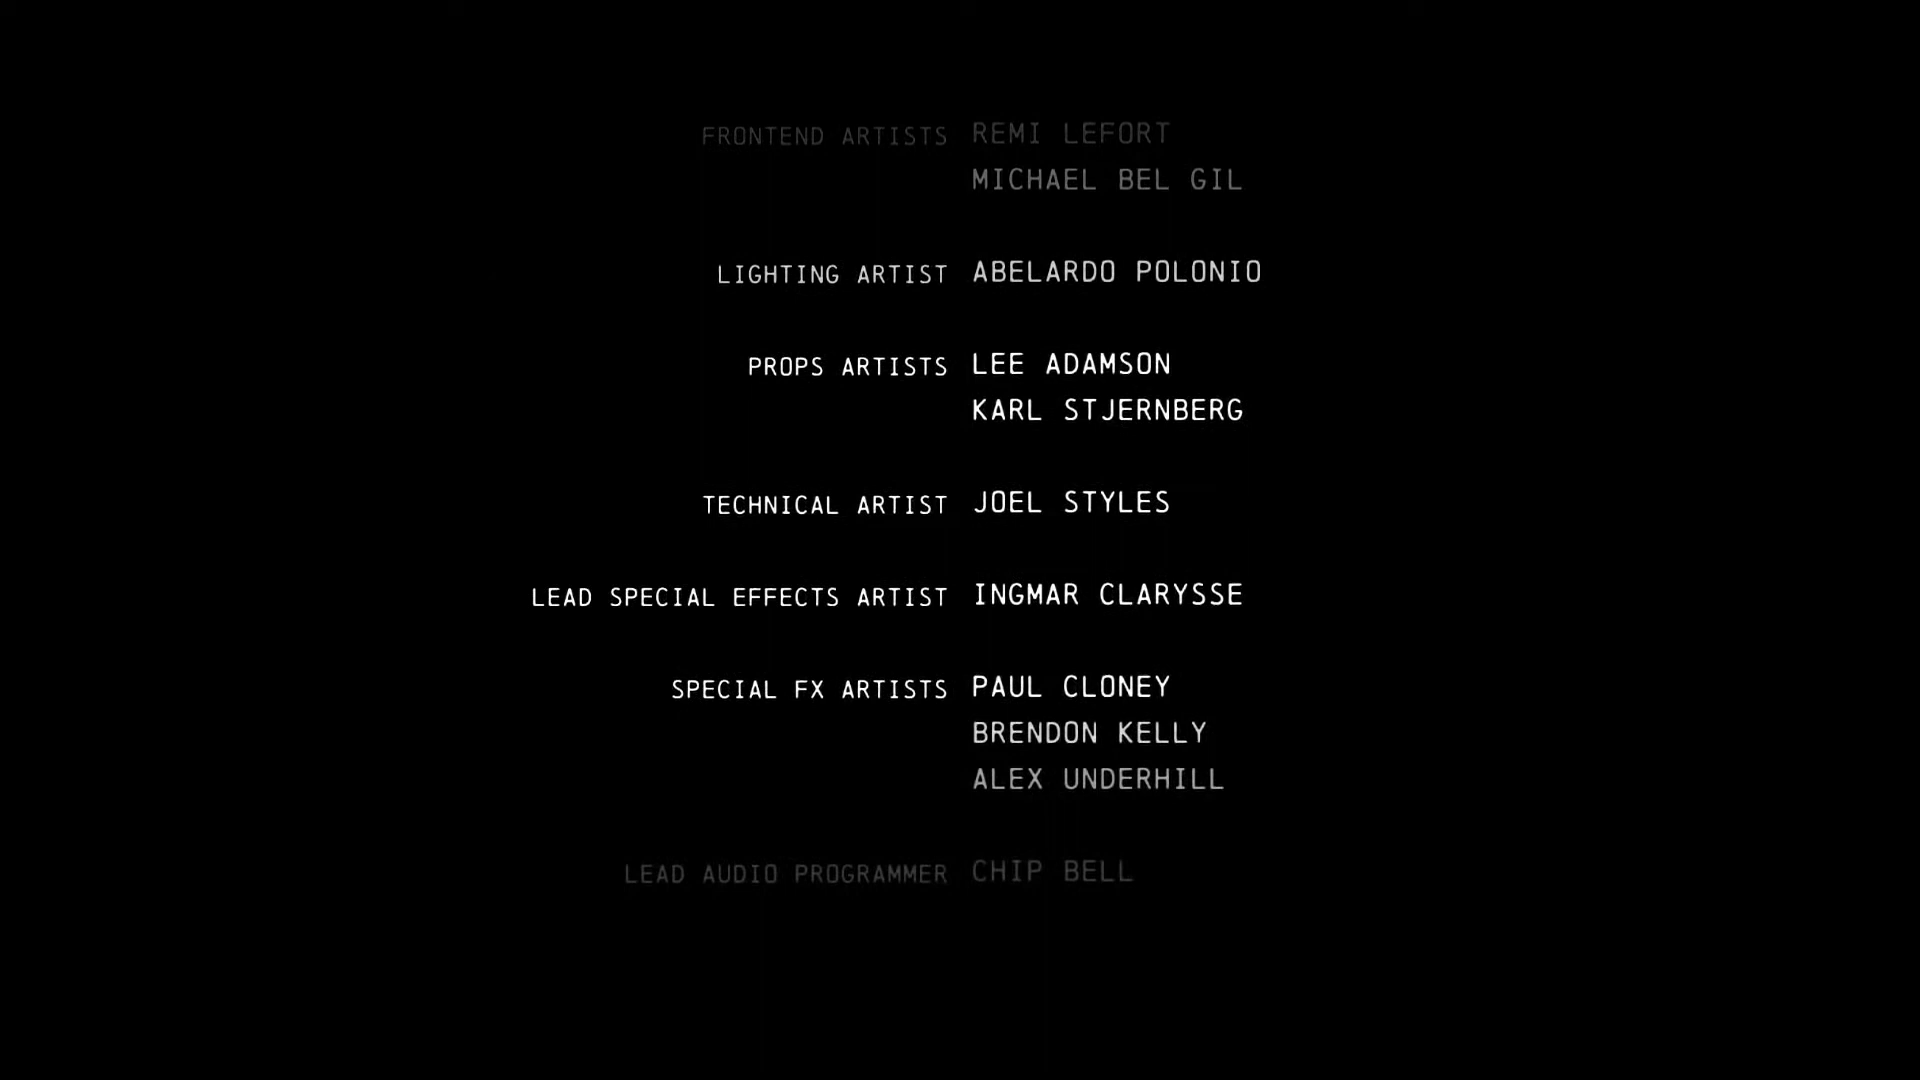 FRONTEND ARTISTS REMI LEFORT
MICHAEL BEL GIL
LIGHTING ARTIST ABELARDO POLONIO
PROPS ARTISTS LEE ADAMSON
KARL STJERNBERG
TECHNICAL ARTIST JOEL STYLES
LEAD SPECIAL EFFECTS ARTIST INGMAR CLARYSSE
SPECIAL FX ARTISTS PAUL CLONEY
BRENDON KELLY
ALEX UNDERHILL
LEAD AUDIO PROGRAMMER CHIP BELL